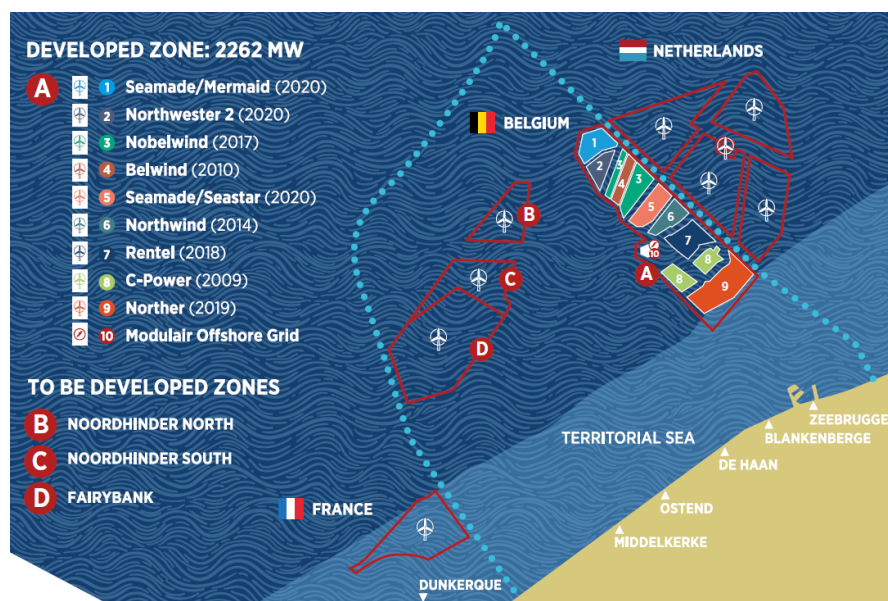 DEVELOPED ZONE: 2262 MW
A
1 Seamade/Mermaid (2020)
2 Northwester 2 (2020)
3 Nobelwind (2017)
4 Belwind (2010)
5 Seamade/Seastar (2020)
6 Northwind (2014)
7 Rentel (2018)
8 C-Power (2009)
9 Norther (2019)
10 Modulair Offshore Grid
TO BE DEVELOPED ZONES
B NOORDHINDER NORTH
C NOORDHINDER SOUTH
D FAIRYBANK
NETHERLANDS
BELGIUM
1
2
3
4
3
5
6
7
10
8
8
9
A
B
C
D
TERRITORIAL SEA
ZEEBRUGGE
BLANKENBERGE
DE HAAN
OSTEND
MIDDELKERKE
FRANCE
DUNKERQUE